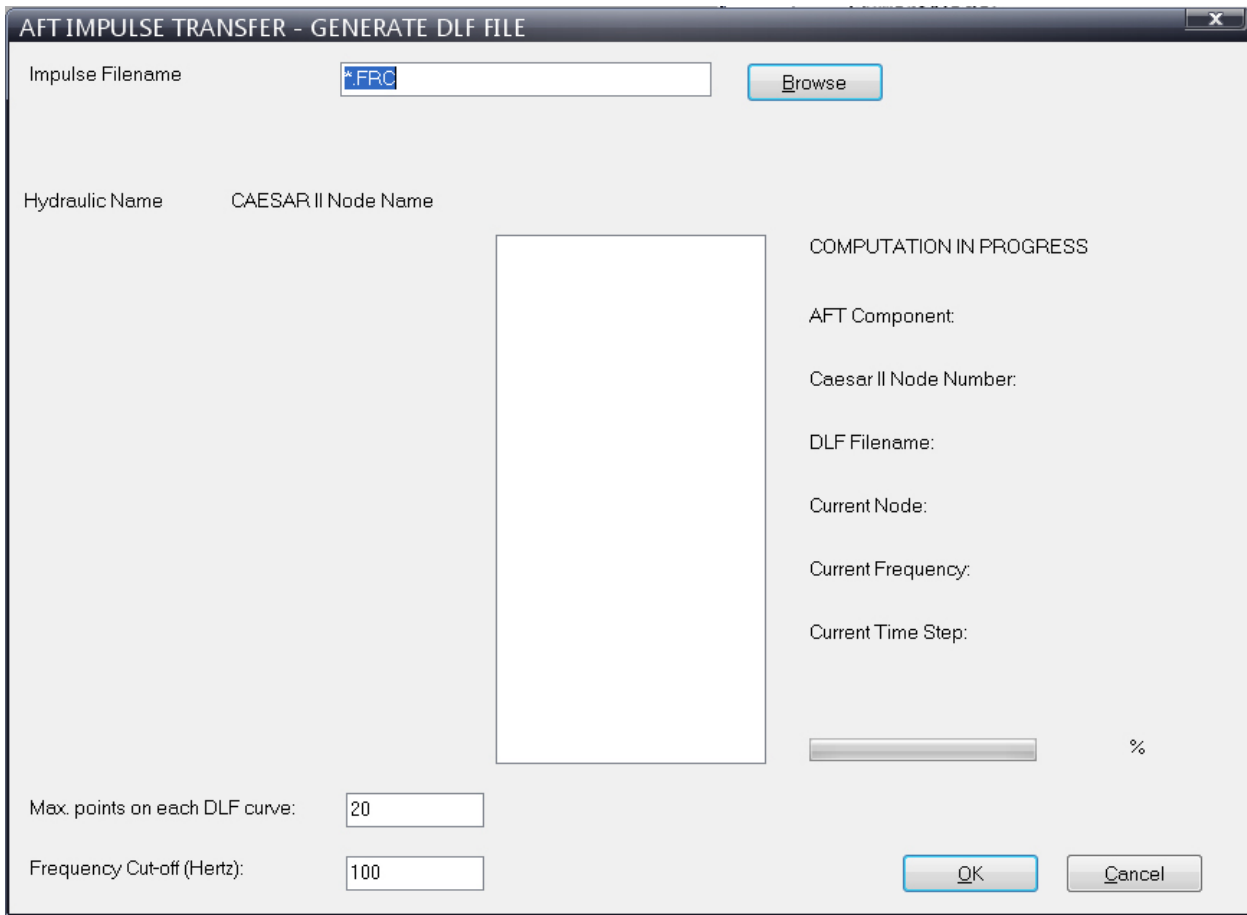 AFT IMPULSE TRANSFER - GENERATE DLF FILE
x
Impulse Filename
*.FRC
Browse
Hydraulic Name
CAESAR II Node Name
COMPUTATION IN PROGRESS
AFT Component:
Caesar II Node Number:
DLF Filename:
Current Node:
Current Frequency:
Current Time Step:
%
Max. points on each DLF curve:
20
Frequency Cut-off (Hertz):
100
OK
Cancel